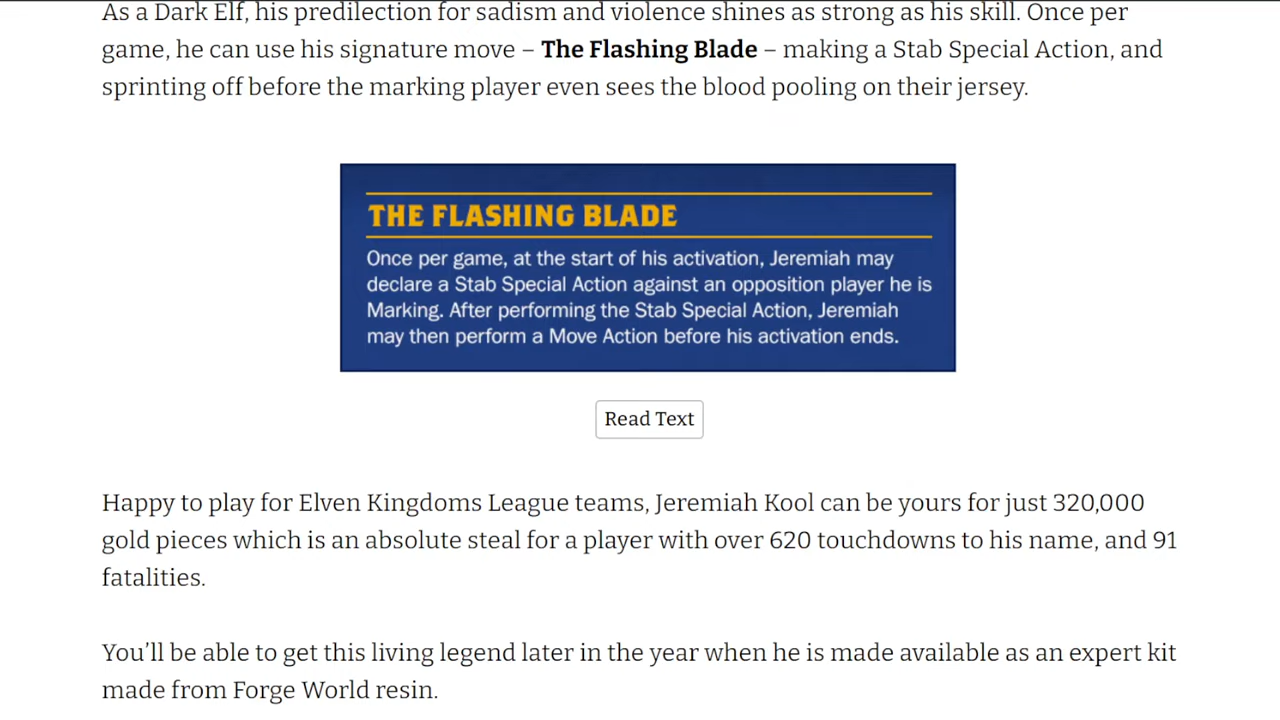 As a Dark Elf, his predilection for sadism and violence shines as strong as his skill. Once per
game, he can use his signature move – The Flashing Blade – making a Stab Special Action, and
sprinting off before the marking player even sees the blood pooling on their jersey.
THE FLASHING BLADE
Once per game, at the start of his activation, Jeremiah may
declare a Stab Special Action against an opposition player he is
Marking. After performing the Stab Special Action, Jeremiah
may then perform a Move Action before his activation ends.
Read Text
Happy to play for Elven Kingdoms League teams, Jeremiah Kool can be yours for just 320,000
gold pieces which is an absolute steal for a player with over 620 touchdowns to his name, and 91
fatalities.
You’ll be able to get this living legend later in the year when he is made available as an expert kit
made from Forge World resin.